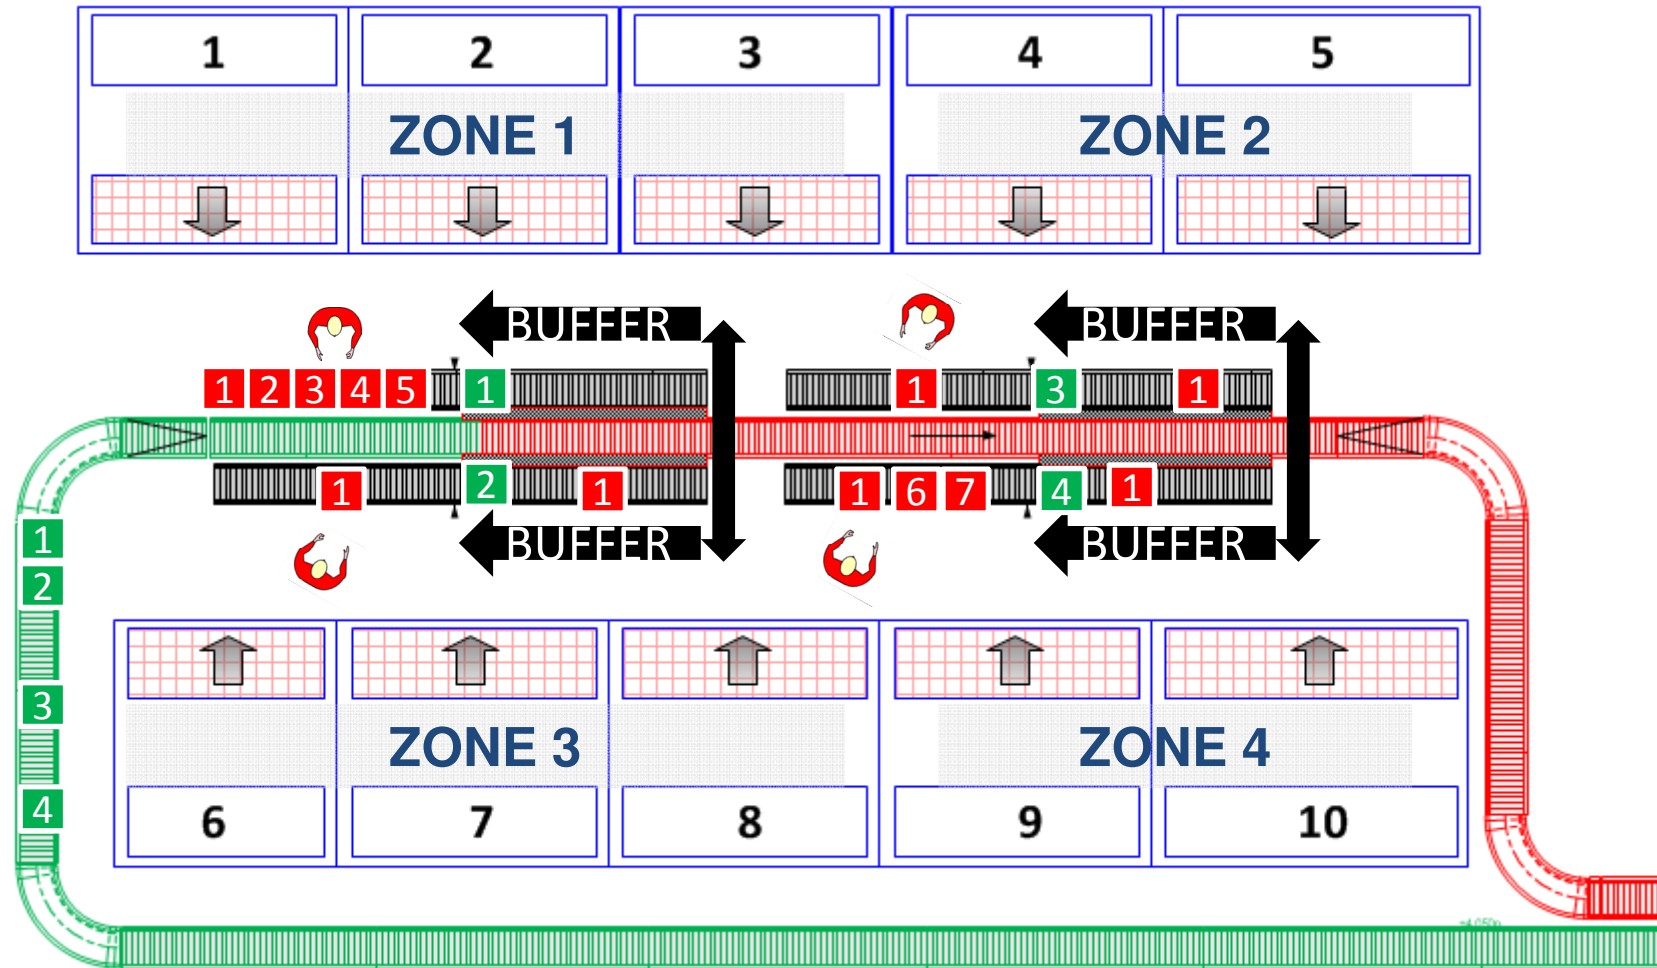 1 2 3 4 5
ZONE 1 ZONE 2
BUFFER BUFFER
1 2 3 4 5 1 1 3 1
1 2 1 1 6 7 4 1
BUFFER BUFFER
1
2
3
4
ZONE 3 ZONE 4
6 7 8 9 10